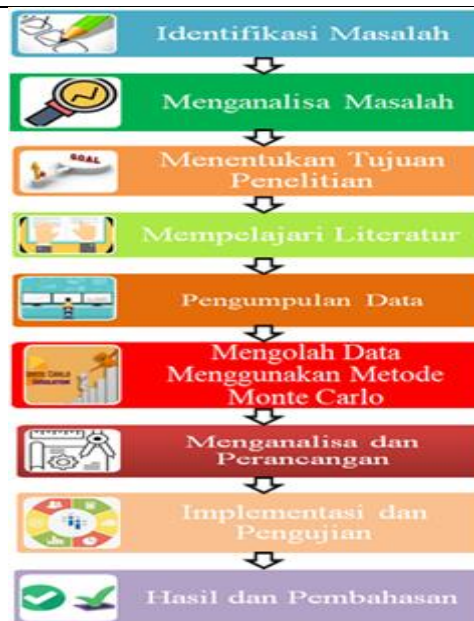 Identifikasi Masalah
Menganalisa Masalah
GOAL
Menentukan Tujuan
Penelitian
Mempelajari Literatur
Pengumpulan Data
Mengolah Data
Menggunakan Metode
Monte Carlo
Menganalisa dan
Perancangan
Implementasi dan
Pengujian
Hasil dan Pembahasan